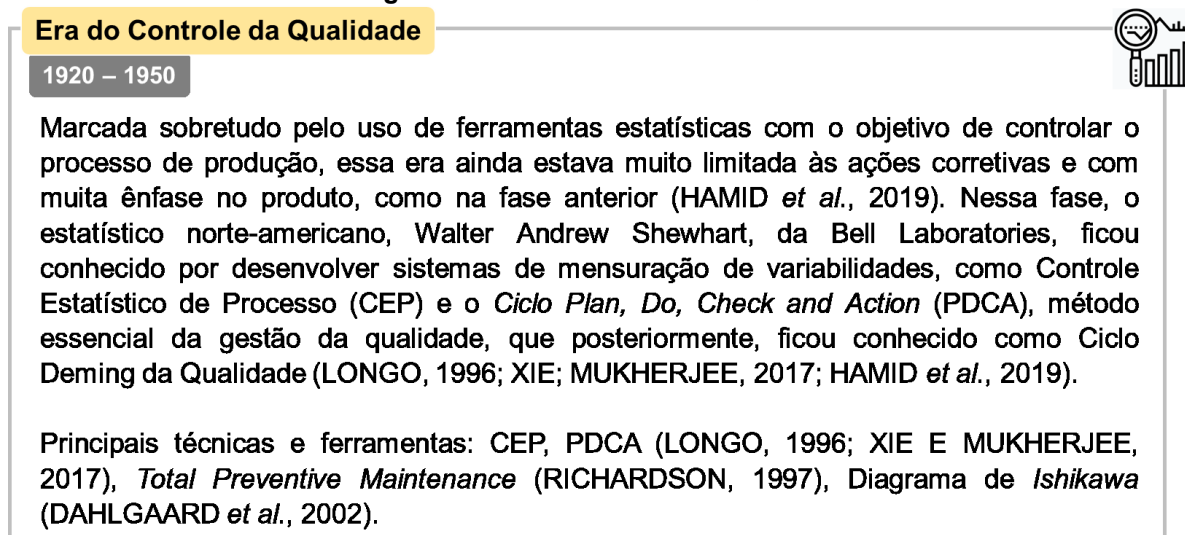 Era do Controle da Qualidade
1920 – 1950
Marcada sobretudo pelo uso de ferramentas estatísticas com o objetivo de controlar o
processo de produção, essa era ainda estava muito limitada às ações corretivas e com
muita ênfase no produto, como na fase anterior (HAMID et al., 2019). Nessa fase, o
estatístico norte-americano, Walter Andrew Shewhart, da Bell Laboratories, ficou
conhecido por desenvolver sistemas de mensuração de variabilidades, como Controle
Estatístico de Processo (CEP) e o Ciclo Plan, Do, Check and Action (PDCA), método
essencial da gestão da qualidade, que posteriormente, ficou conhecido como Ciclo
Deming da Qualidade (LONGO, 1996; XIE; MUKHERJEE, 2017; HAMID et al., 2019).
Principais técnicas e ferramentas: CEP, PDCA (LONGO, 1996; XIE E MUKHERJEE,
2017), Total Preventive Maintenance (RICHARDSON, 1997), Diagrama de Ishikawa
(DAHLGAARD et al., 2002).